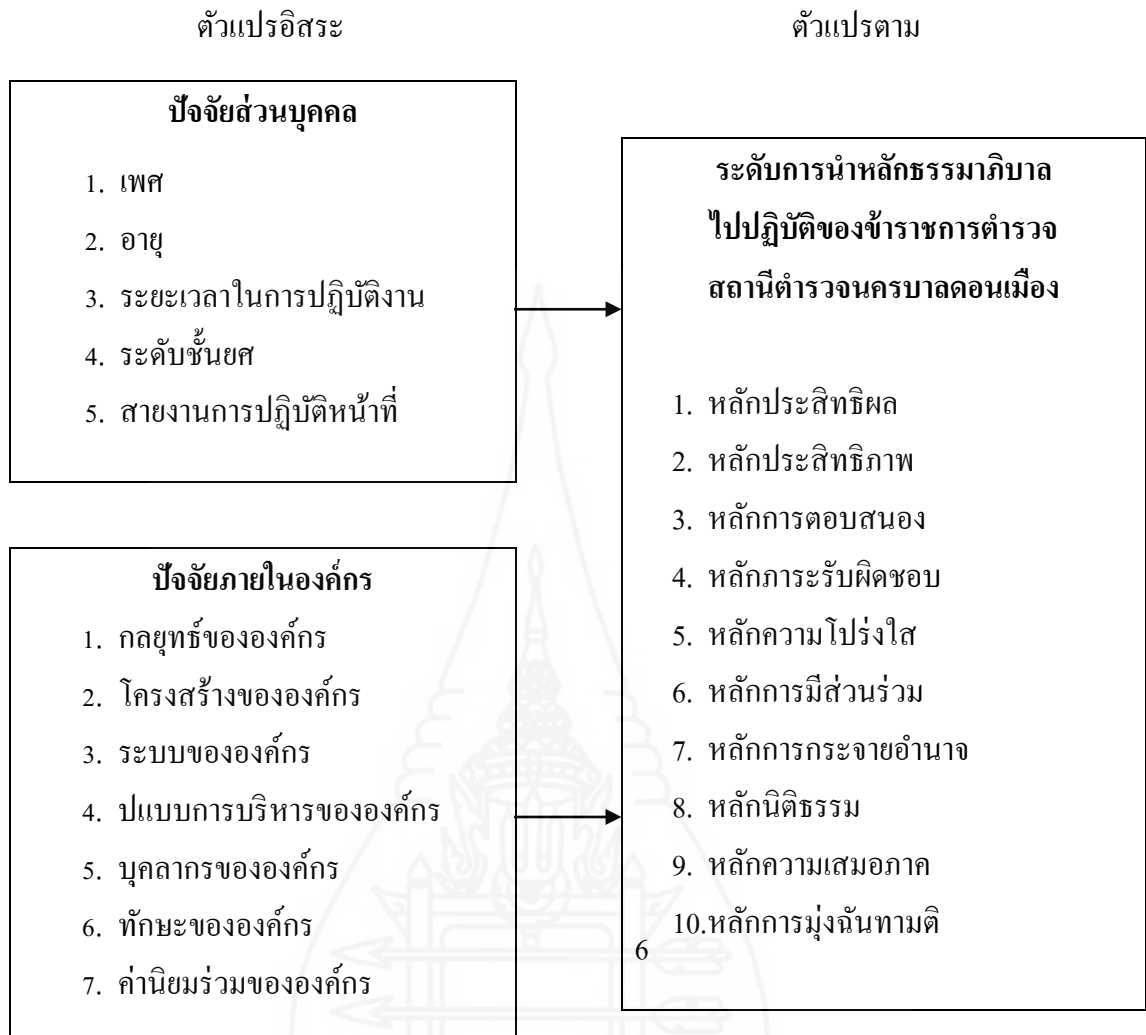 ตัวแปรอิสระ
ตัวแปรตาม
ปัจจัยส่วนบุคคล
1. เพศ
2. อายุ
3. ระยะเวลาในการปฏิบัติงาน
4. ระดับชั้นยศ
5. สายงานการปฏิบัติหน้าที่
ปัจจัยภายในองค์กร
1. กลยุทธ์ขององค์กร
2. โครงสร้างขององค์กร
3. ระบบขององค์กร
4. ปแบบการบริหารขององค์กร
5. บุคลากรขององค์กร
6. ทักษะขององค์กร
7. ค่านิยมร่วมขององค์กร
ระดับการนำหลักธรรมาภิบาล
ไปปฏิบัติของข้าราชการตำรวจ
สถานีตำรวจนครบาลดอนเมือง
1. หลักประสิทธิผล
2. หลักประสิทธิภาพ
3. หลักการตอบสนอง
4. หลักภาระรับผิดชอบ
5. หลักความโปร่งใส
6. หลักการมีส่วนร่วม
7. หลักการกระจายอำนาจ
8. หลักนิติธรรม
9. หลักความเสมอภาค
10.หลักการมุ่งฉันทามติ
6